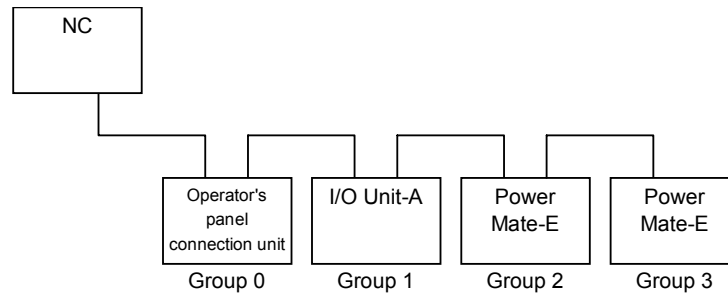 NC
Operator's
panel
connection unit
I/O Unit-A
Power
Mate-E
Power
Mate-E
Group 0
Group 1
Group 2
Group 3